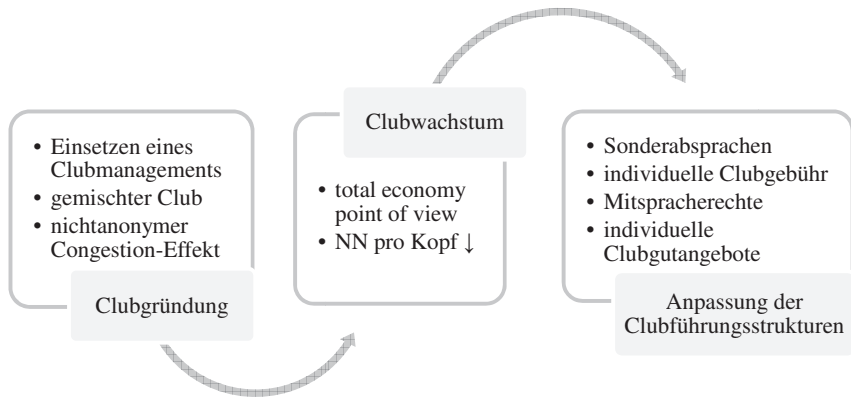 • Einsetzen eines
Clubmanagements
• gemischter Club
• nichtanonymer
Congestion-Effekt
Clubgründung
Clubwachstum
• total economy
point of view
• NN pro Kopf ↓
• Sonderabsprachen
• individuelle Clubgebühr
• Mitspracherechte
• individuelle
Clubgutangebote
Anpassung der
Clubführungsstrukturen